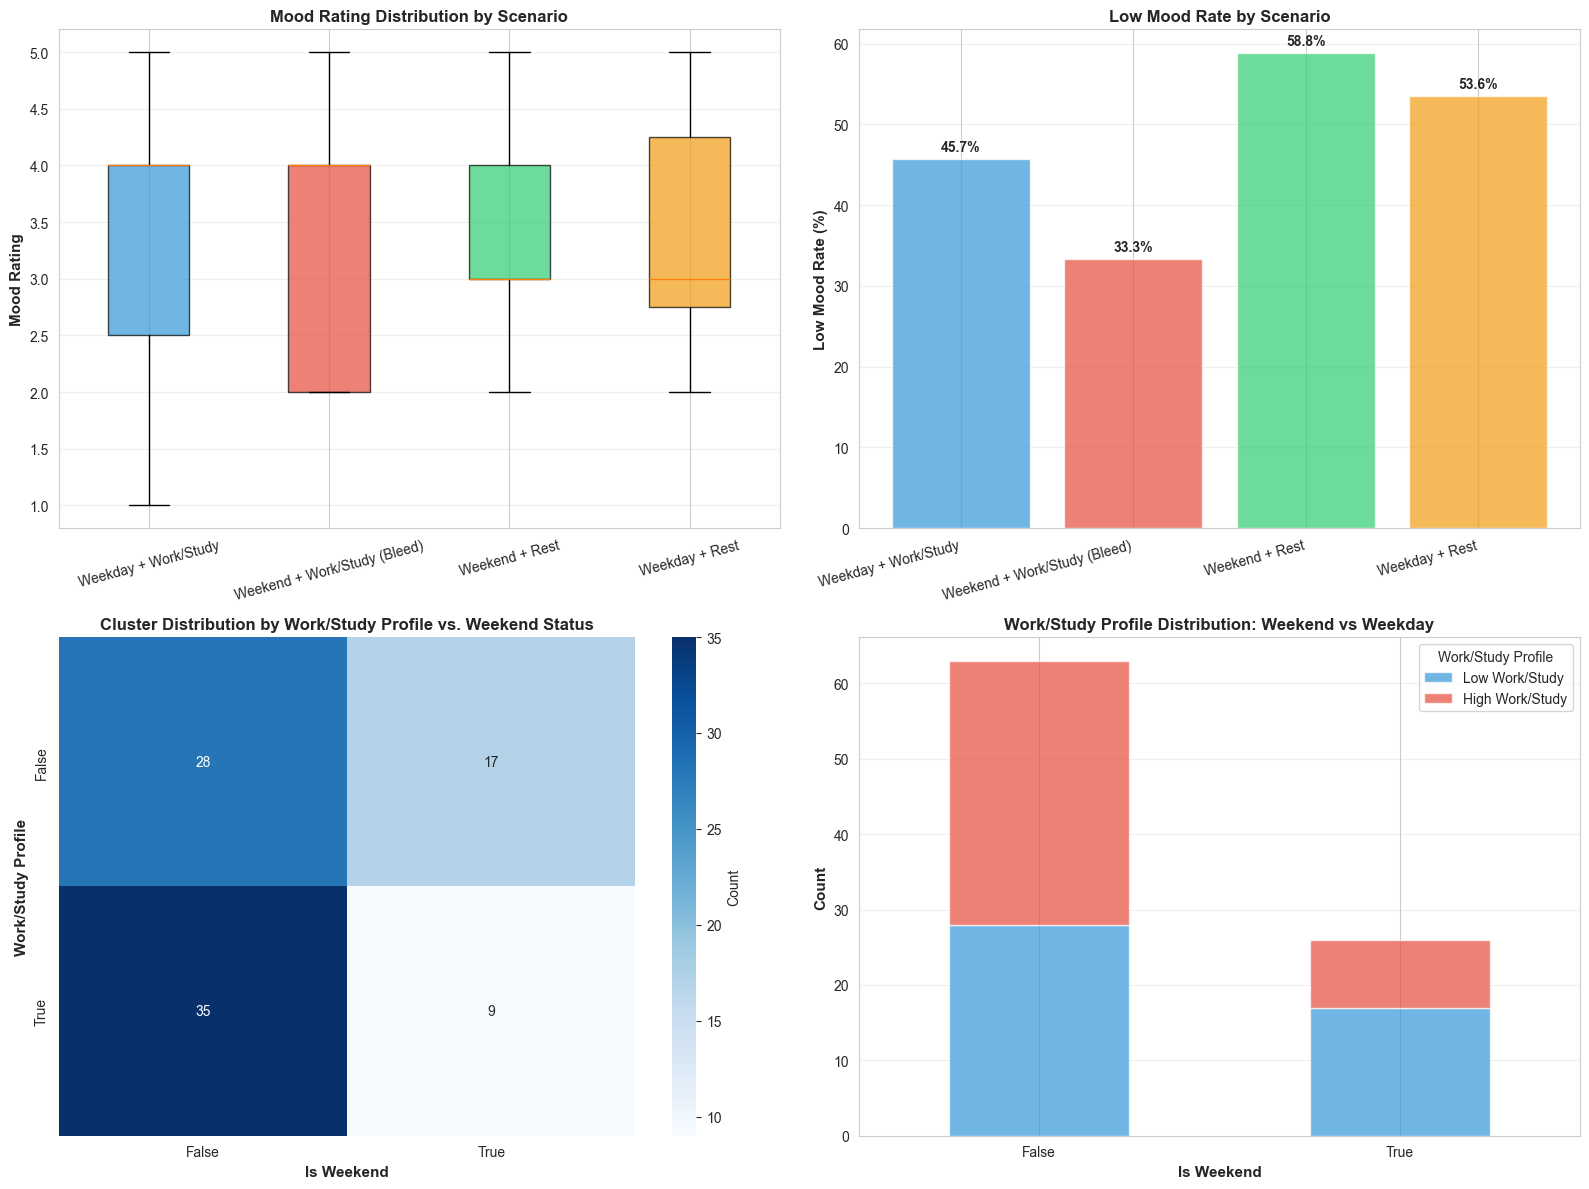 Mood Rating Distribution by Scenario
Mood Rating
5.0
4.5
4.0
3.5
3.0
2.5
2.0
1.5
1.0
Weekday + Work/Study
Weekend + Work/Study (Bleed)
Weekend + Rest
Weekday + Rest
Low Mood Rate by Scenario
Low Mood Rate (%)
60
50
40
30
20
10
0
45.7%
33.3%
58.8%
53.6%
Weekday + Work/Study
Weekend + Work/Study (Bleed)
Weekend + Rest
Weekday + Rest
Cluster Distribution by Work/Study Profile vs. Weekend Status
Work/Study Profile
False
True
28
17
35
9
False
True
Is Weekend
35
30
25
20
15
10
Count
Work/Study Profile Distribution: Weekend vs Weekday
Work/Study Profile
Low Work/Study
High Work/Study
Count
60
50
40
30
20
10
0
False
True
Is Weekend